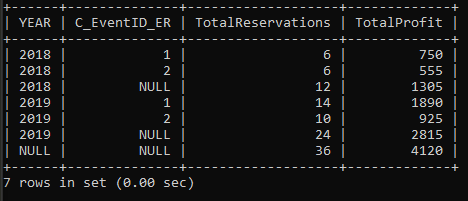 +------+--------------+-------------------+-------------+
| YEAR | C_EventID_ER | TotalReservations | TotalProfit |
+------+--------------+-------------------+-------------+
| 2018 |            1 |                 6 |         750 |
| 2018 |            2 |                 6 |         555 |
| 2018 |         NULL |                12 |        1305 |
| 2019 |            1 |                14 |        1890 |
| 2019 |            2 |                10 |         925 |
| 2019 |         NULL |                24 |        2815 |
| NULL |         NULL |                36 |        4120 |
+------+--------------+-------------------+-------------+
7 rows in set (0.00 sec)